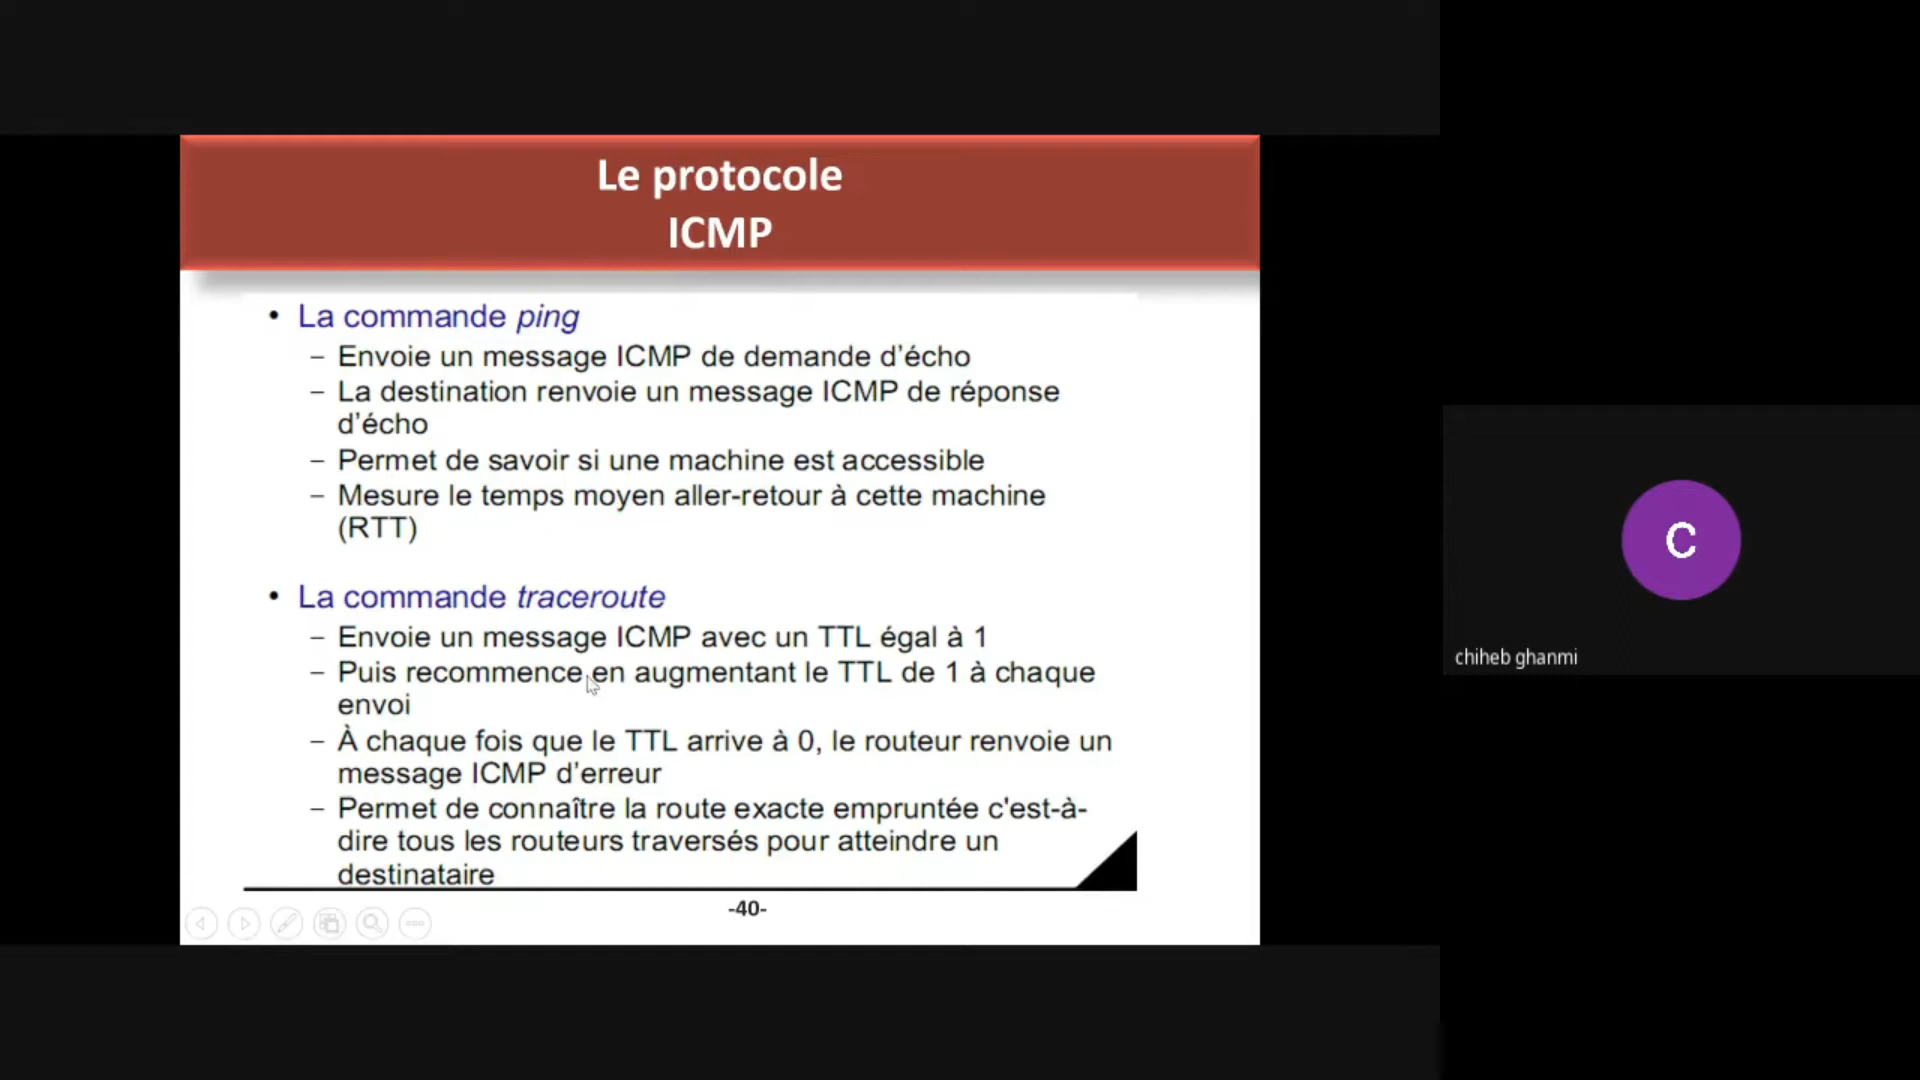 Le protocole
ICMP
• La commande ping
– Envoie un message ICMP de demande d’écho
– La destination renvoie un message ICMP de réponse
d’écho
– Permet de savoir si une machine est accessible
– Mesure le temps moyen aller-retour à cette machine
(RTT)
• La commande traceroute
– Envoie un message ICMP avec un TTL égal à 1
– Puis recommence en augmentant le TTL de 1 à chaque
envoi
– À chaque fois que le TTL arrive à 0, le routeur renvoie un
message ICMP d’erreur
– Permet de connaître la route exacte empruntée c'est-à-
dire tous les routeurs traversés pour atteindre un
destinataire
-40-
C
chiheb ghanmi